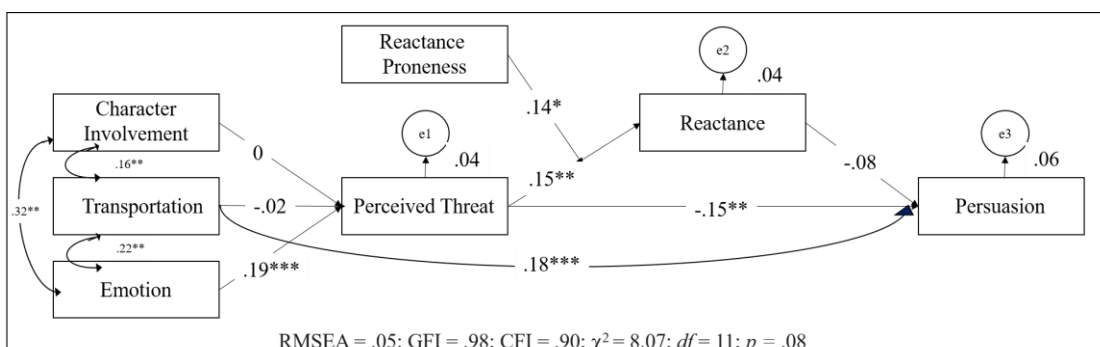 Reactance
Proneness
e2
.04
Character
Involvement
.14*
Reactance
e1
.04
e3
.06
.16**
0
.15**
-.08
.32**
Transportation
-.02
Perceived Threat
-.15**
Persuasion
.22**
.19***
.18***
Emotion
RMSEA = .05; GFI = .98; CFI = .90; χ² = 8.07; df = 11; p = .08